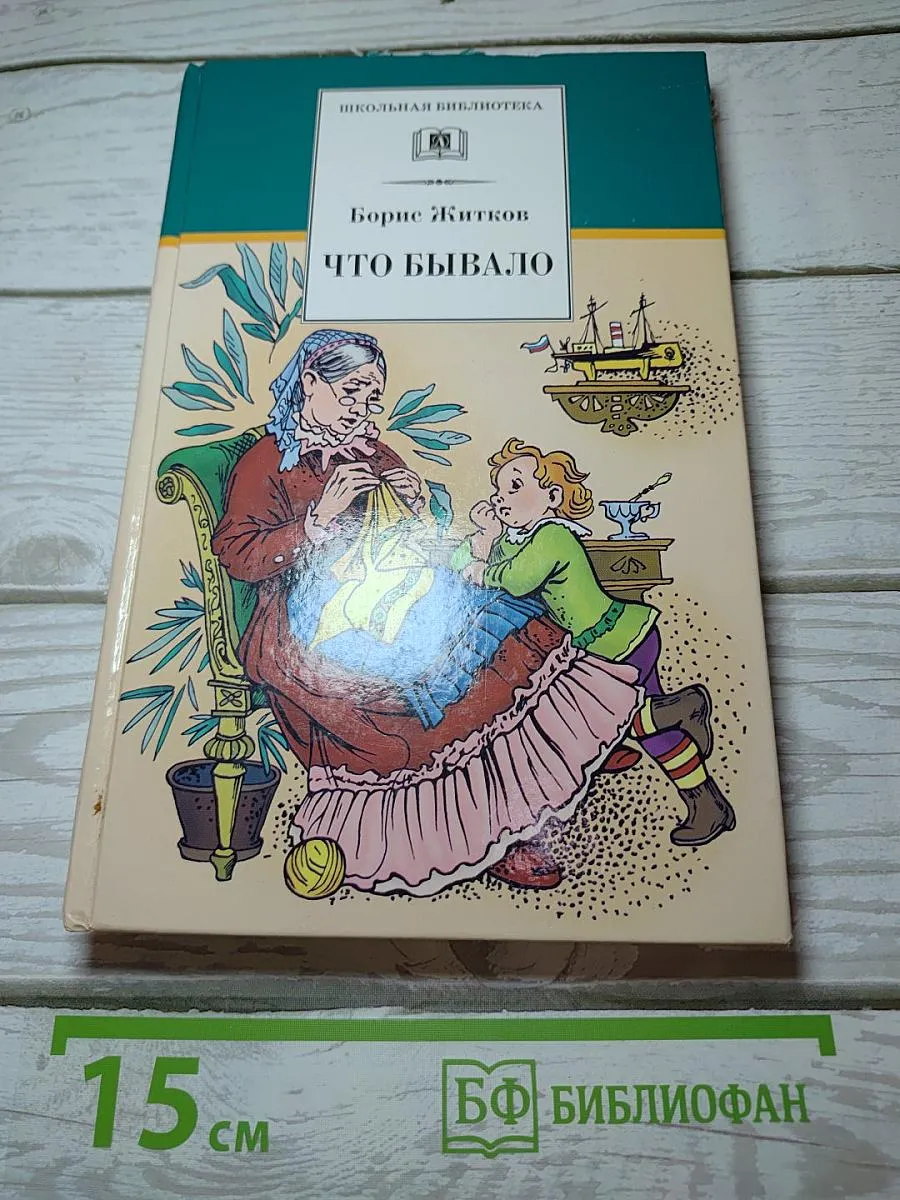 ШКОЛЬНАЯ БИБЛИОТЕКА
Борис Житков
ЧТО БЫВАЛО
15 см
БФ БИБЛИОФАН